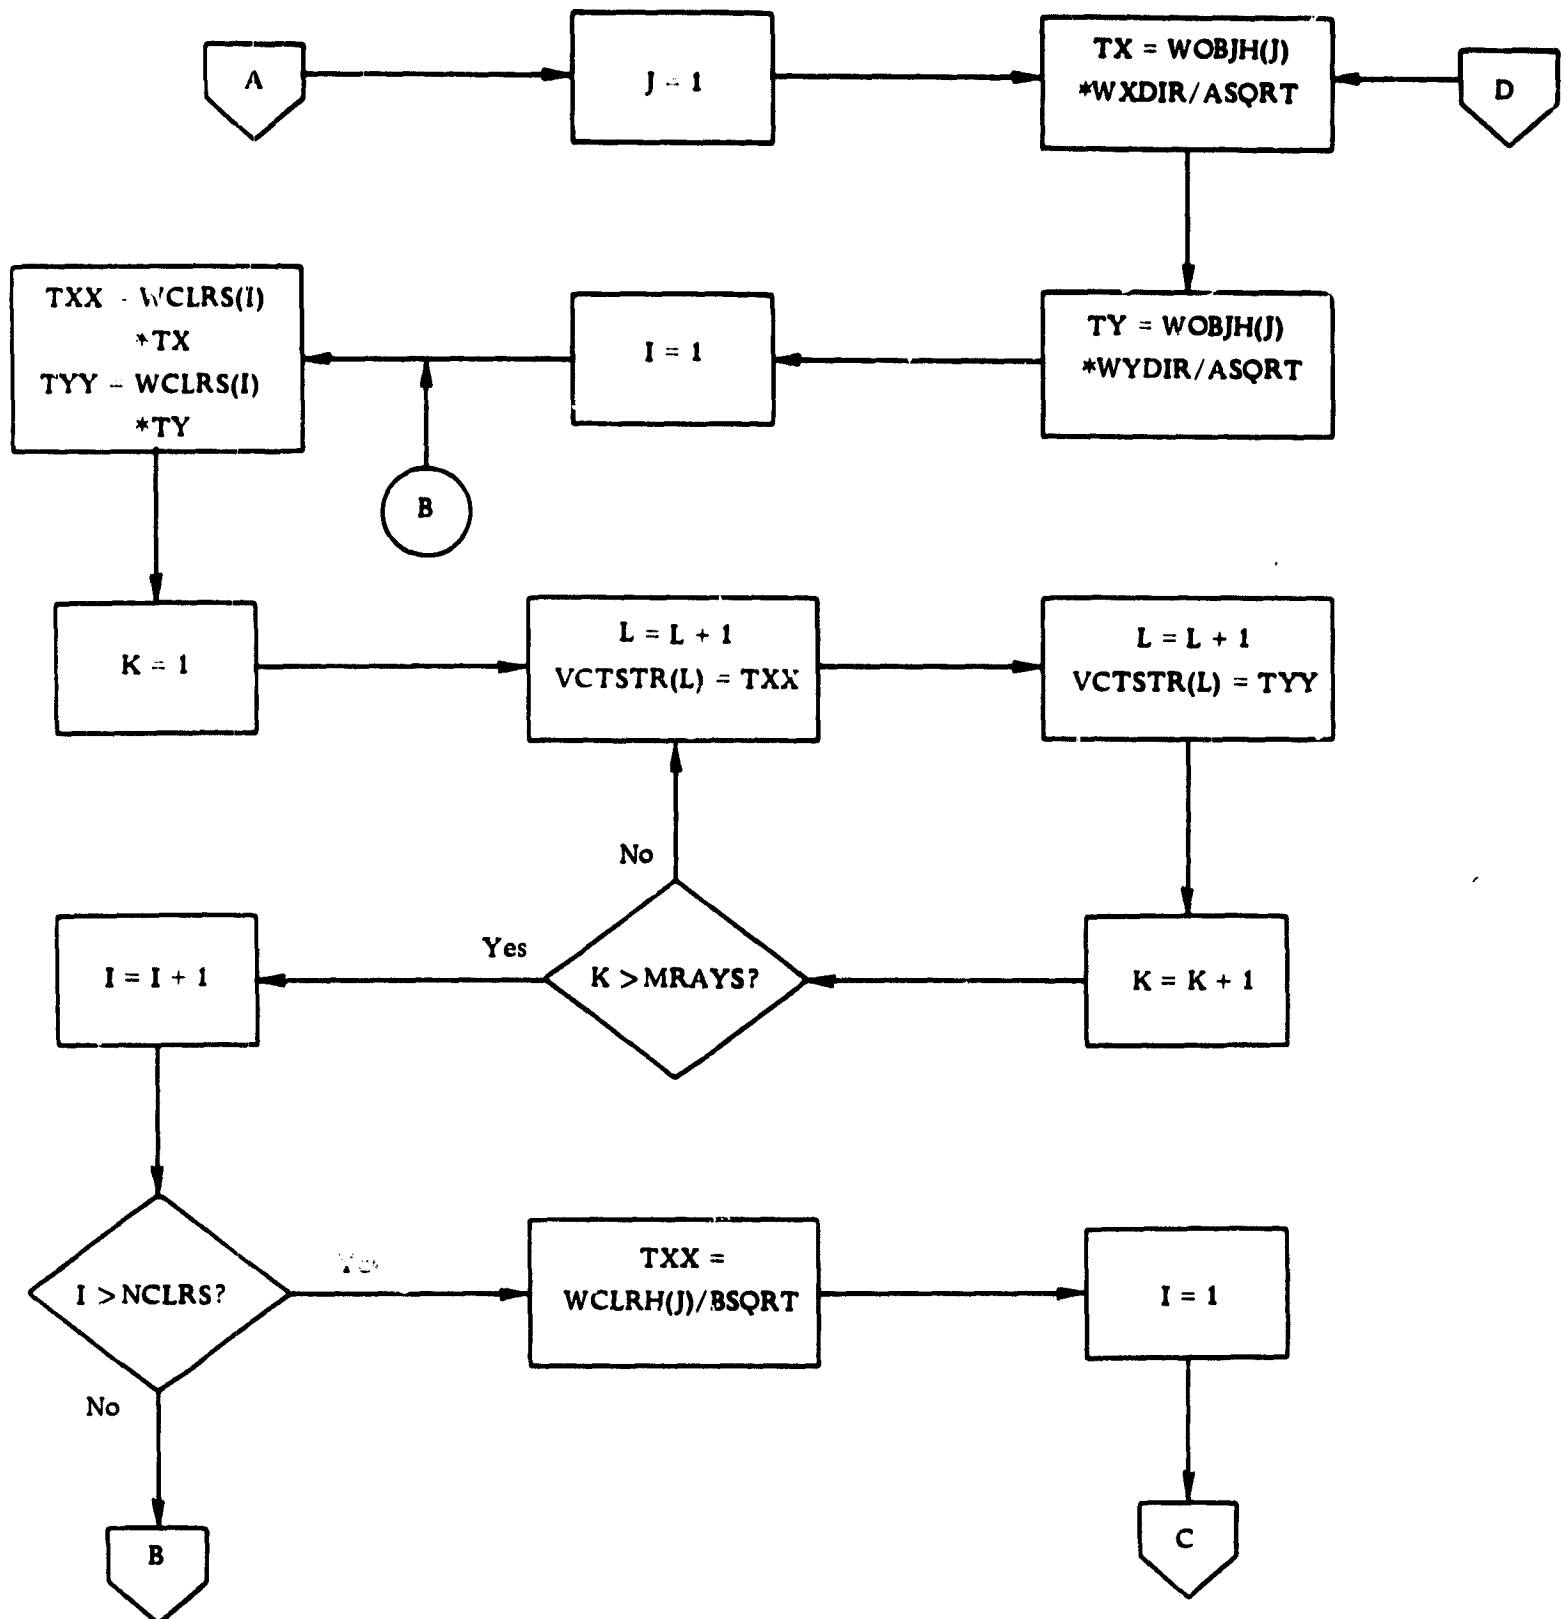 A
J = 1
TX = WOBJH(J)
*WXDIR/ASQRT
D
TXX = WCLRS(I)
*TX
TYY = WCLRS(I)
*TY
I = 1
TY = WOBJH(J)
*WYDIR/ASQRT
B
K = 1
L = L + 1
VCTSTR(L) = TXX
L = L + 1
VCTSTR(L) = TYY
No
I = I + 1
Yes
K > MRAYS?
K = K + 1
I > NCLRS?
Yes
TXX =
WCLRH(J)/BSQRT
I = 1
No
B
C